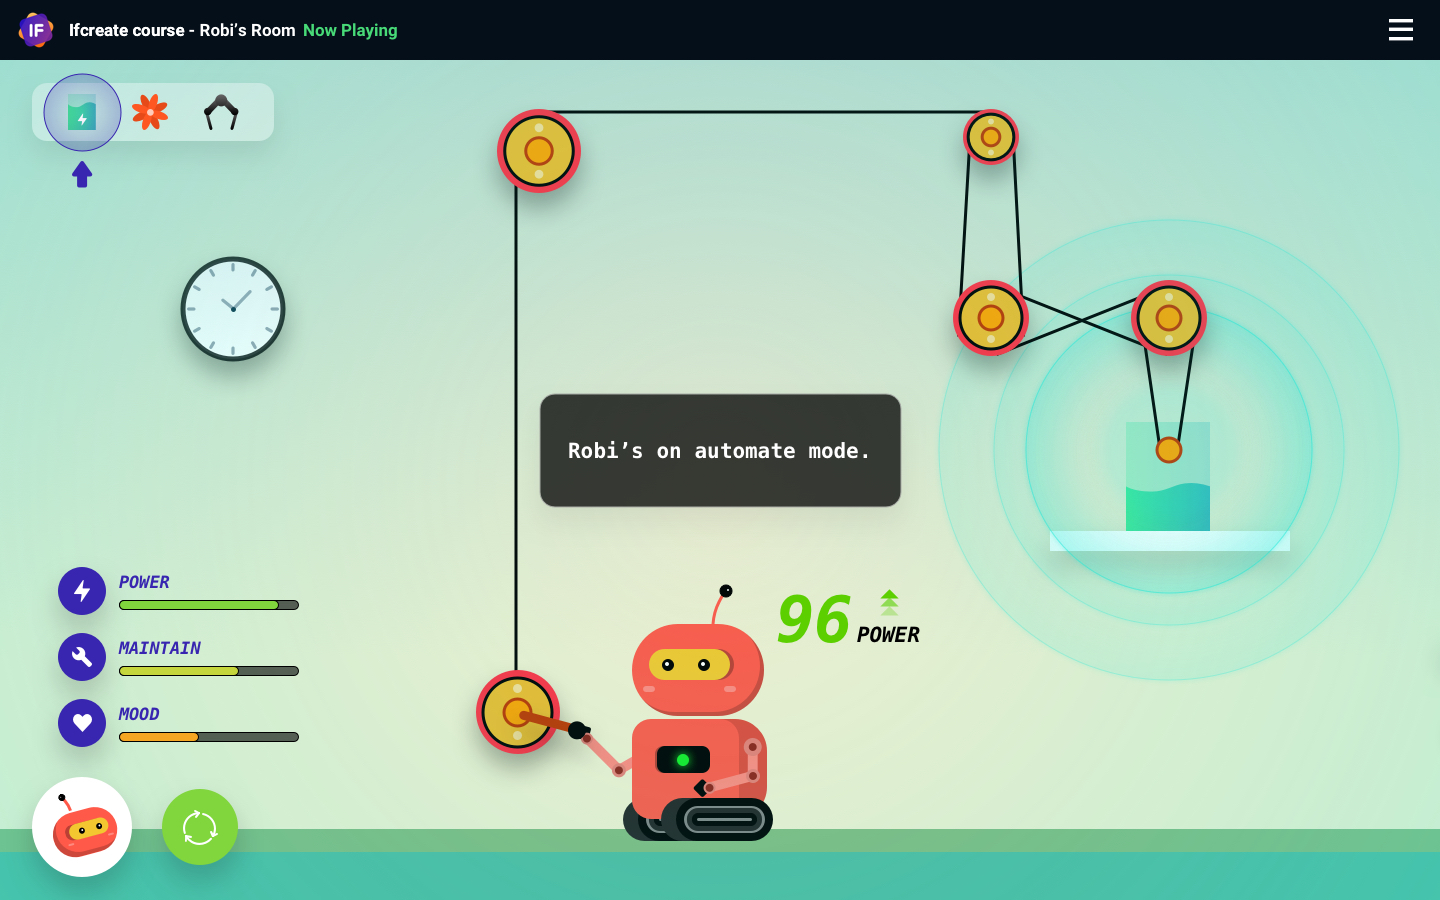 IF
Ifcreate course - Robi’s Room Now Playing
Robi’s on automate mode.
POWER
MAINTAIN
MOOD
96
POWER